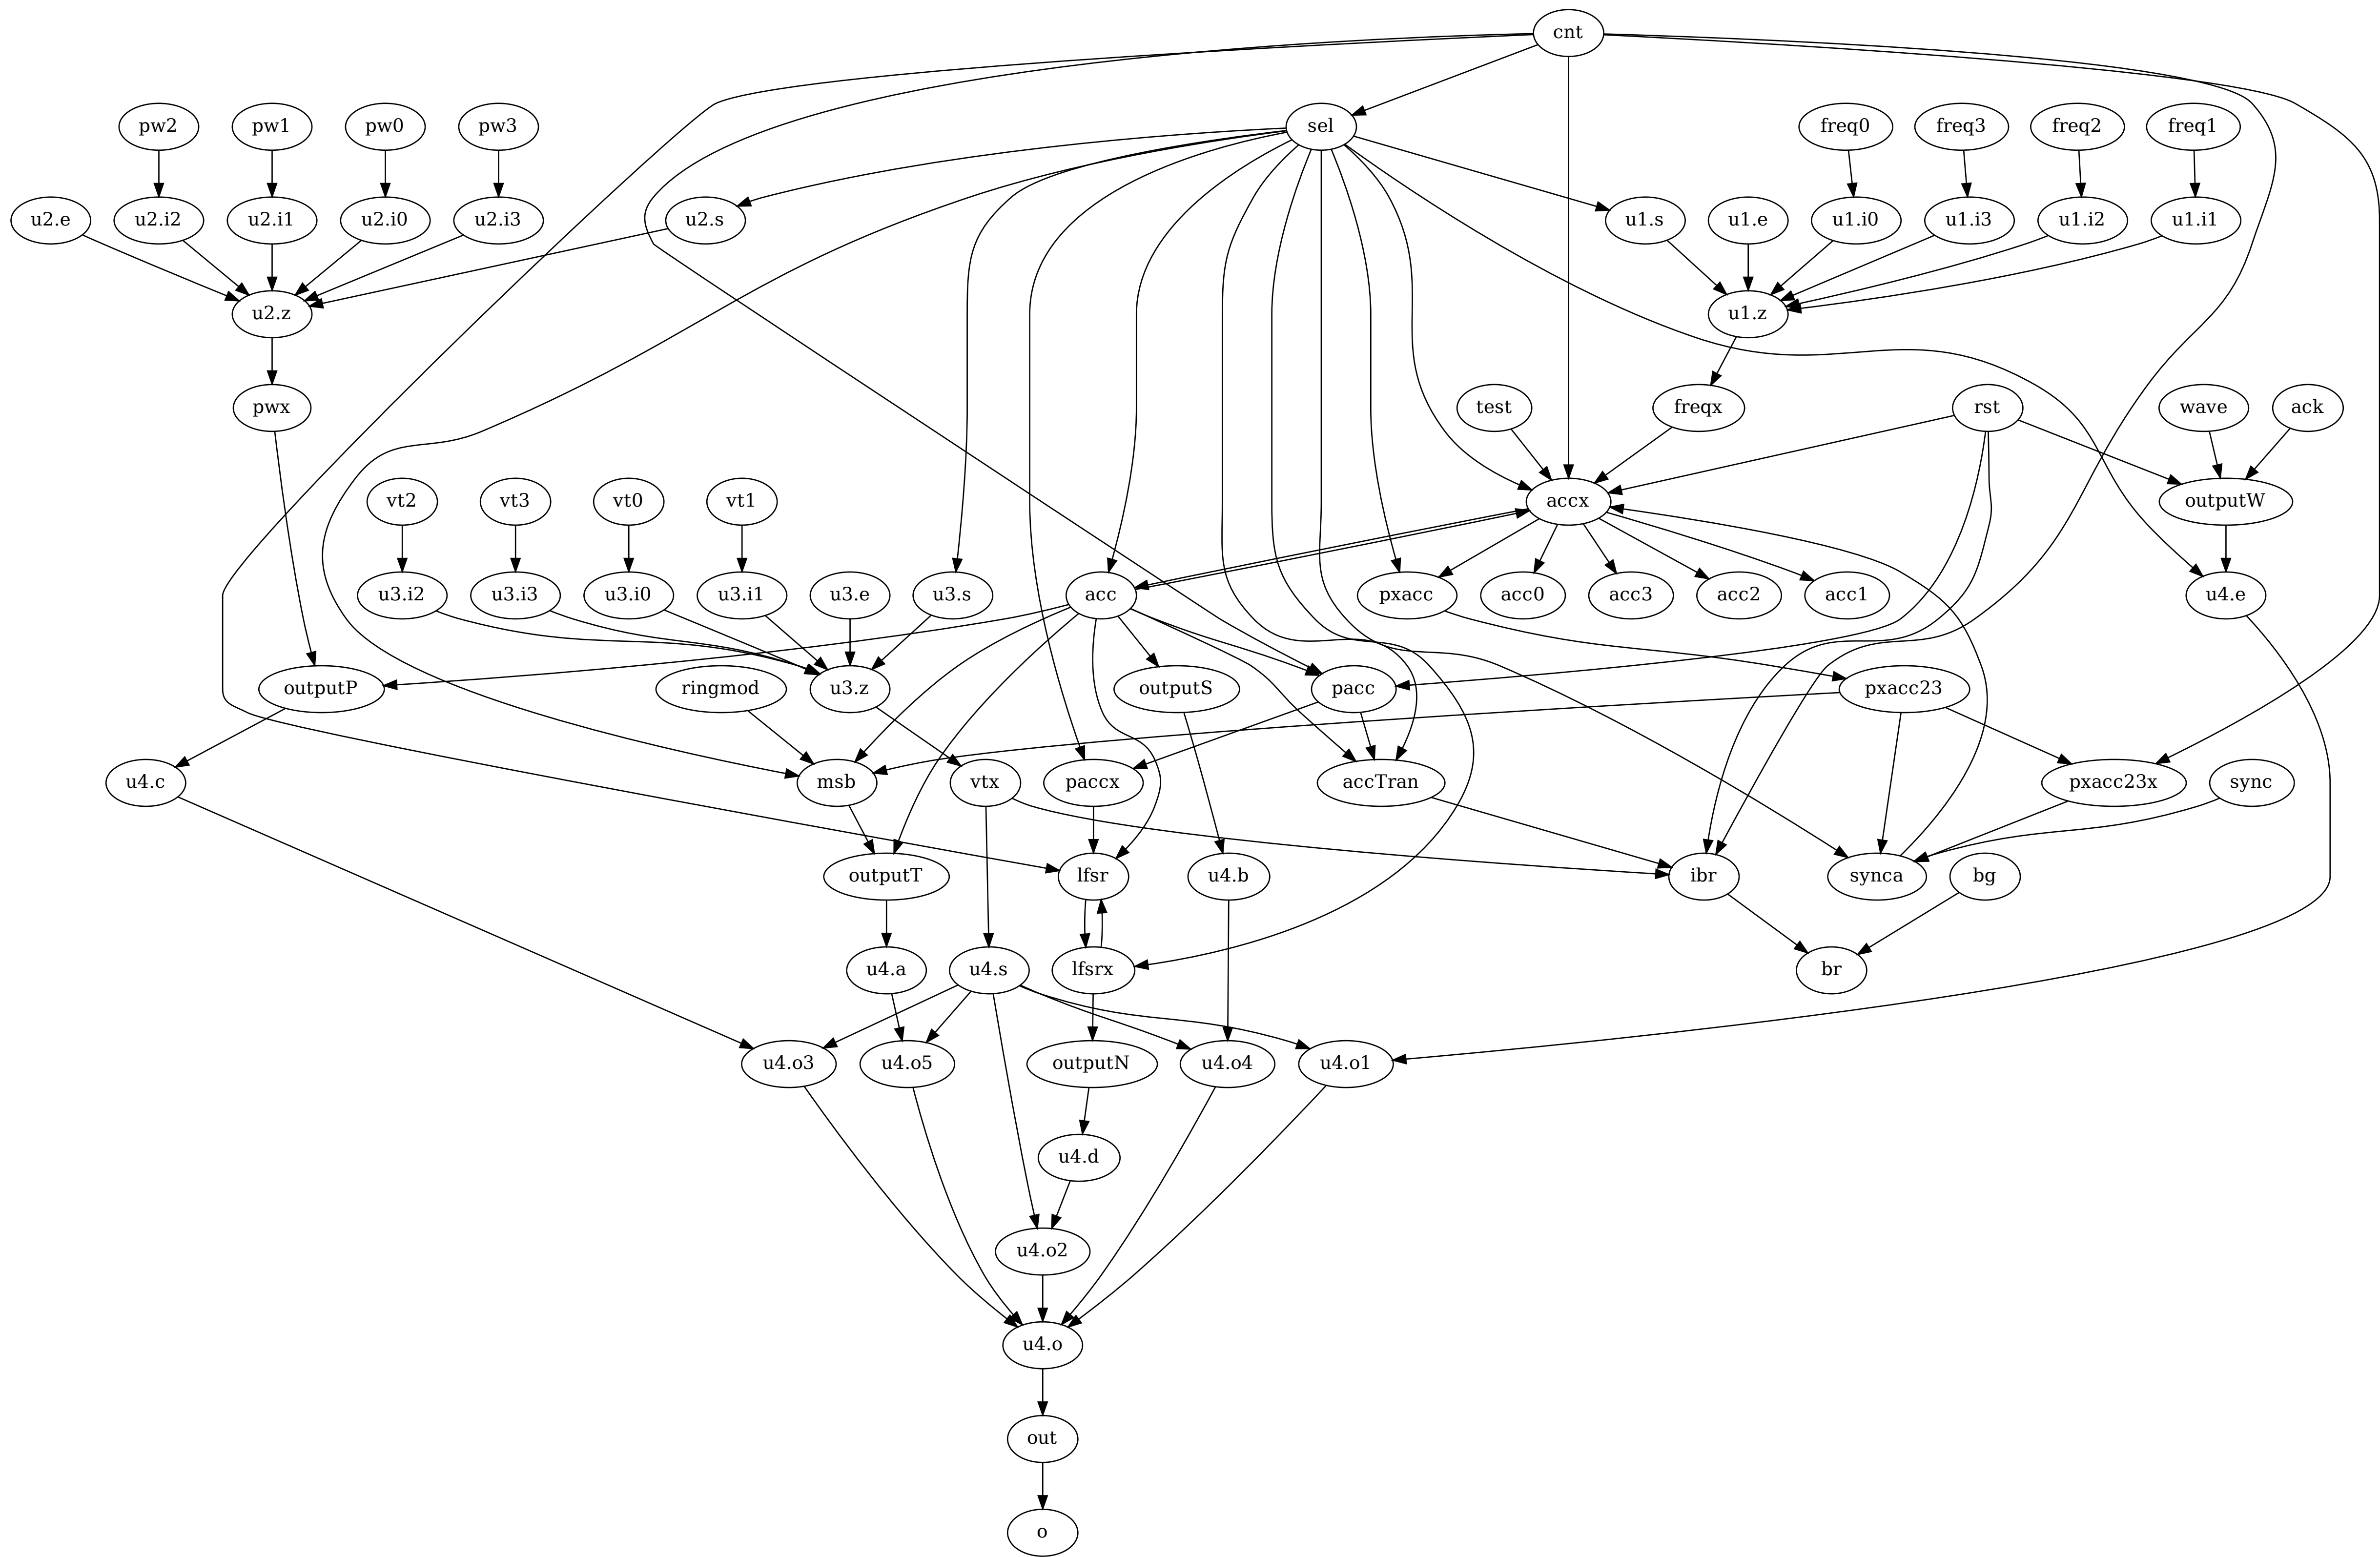 cnt
pw2
pw1
pw0
pw3
sel
freq0
freq3
freq2
freq1
u2.e
u2.i2
u2.i1
u2.i0
u2.i3
u2.s
u1.s
u1.e
u1.i0
u1.i3
u1.i2
u1.i1
u2.z
u1.z
pwx
test
freqx
rst
wave
ack
vt2
vt3
vt0
vt1
accx
outputW
u3.i2
u3.i3
u3.i0
u3.i1
u3.e
u3.s
acc
pxacc
acc0
acc3
acc2
acc1
u4.e
outputP
ringmod
u3.z
outputS
pacc
pxacc23
u4.c
msb
vtx
paccx
accTran
pxacc23x
sync
outputT
lfsr
u4.b
ibr
synca
bg
u4.a
u4.s
lfsrx
br
u4.o3
u4.o5
outputN
u4.o4
u4.o1
u4.d
u4.o2
u4.o
out
o